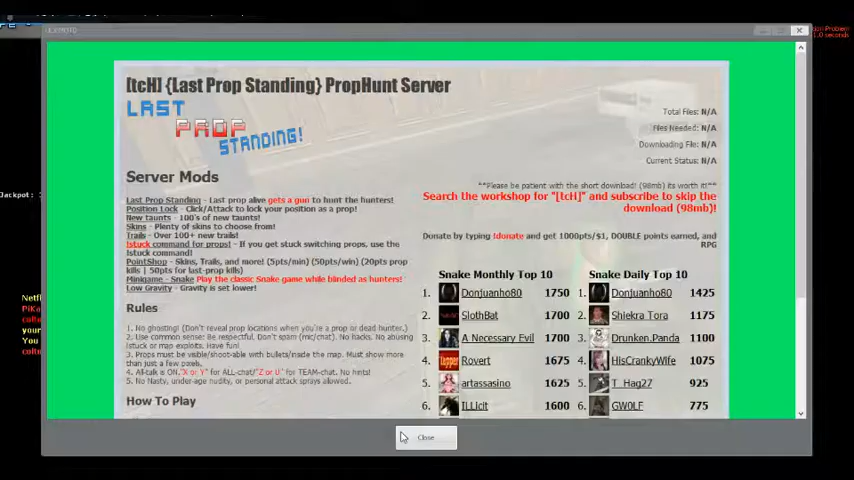 [tcH] {Last Prop Standing} PropHunt Server
LAST
PROP
STANDING!
Total Files: N/A
Files Needed: N/A
Downloading File: N/A
Current Status: N/A
Server Mods
Last Prop Standing - Last prop alive gets a gun to hunt the hunters!
Position Lock - Click/Attack to lock your position as a prop!
New taunts - 100's of new taunts!
Skins - Plenty of skins to choose from!
Trails - Over 100+ new trails!
!stuck command for props! - If you get stuck switching props, use the
!stuck command!
PointShop - Skins, Trails, and more! (5pts/min) (50pts/win) (20pts prop
kills | 50pts for last-prop kills)
Minigame - Snake Play the classic Snake game while blinded as hunters!
Low Gravity - Gravity is set lower!
**Please be patient with the short download! (98mb) its worth it!**
Search the workshop for "[tcH]" and subscribe to skip the
download (98mb)!
Donate by typing !donate and get 1000pts/$1, DOUBLE points earned, and
RPG
Rules
1. No ghosting! (Don't reveal prop locations when you're a prop or dead hunter.)
2. Use common sense: Be respectful. Don't spam (mic/chat). No hacks. No abusing
!stuck or map exploits. Have fun!
3. Props must be visible/shoot-able with bullets/inside the map. Must show more
than just a few pixels.
4. All-talk is ON."X or Y" for ALL-chat/"Z or U" for TEAM-chat. No hints!
5. No Nasty, under-age nudity, or personal attack sprays allowed.
How To Play
Snake Monthly Top 10
1. Donjuanho80 1750
2. SlothBat 1700
3. A Necessary Evil 1700
4. Rovert 1675
5. artassasino 1625
6. ILLicit 1600
Snake Daily Top 10
1. Donjuanho80 1425
2. Shiekra Tora 1175
3. Drunken.Panda 1100
4. HisCrankyWife 1075
5. T_Hag27 925
6. GW0LF 775
Close
Jackpot:
Netf
PiKa
cultu
your
You
cultu
ion Problem
1.0 seconds